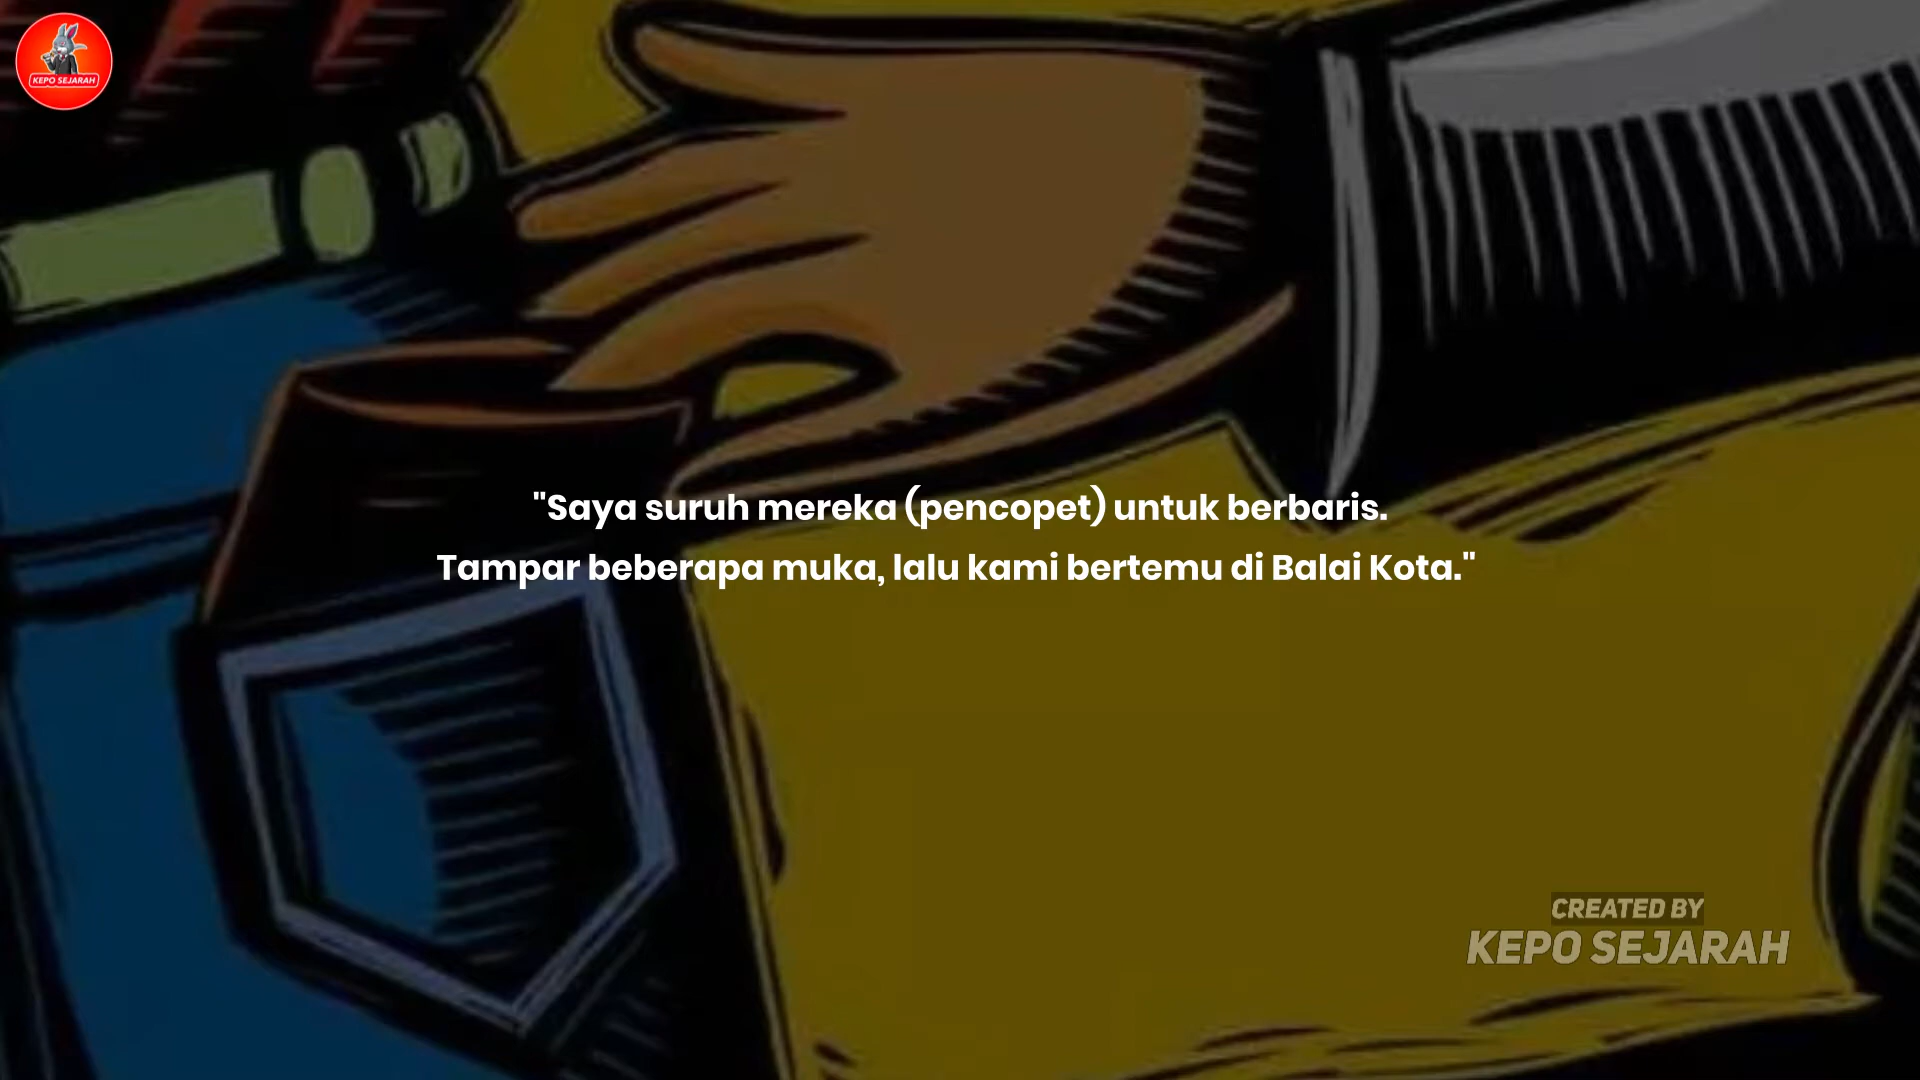 KEPO SEJARAH
"Saya suruh mereka (pencopet) untuk berbaris.
Tampar beberapa muka, lalu kami bertemu di Balai Kota."
CREATED BY
KEPO SEJARAH